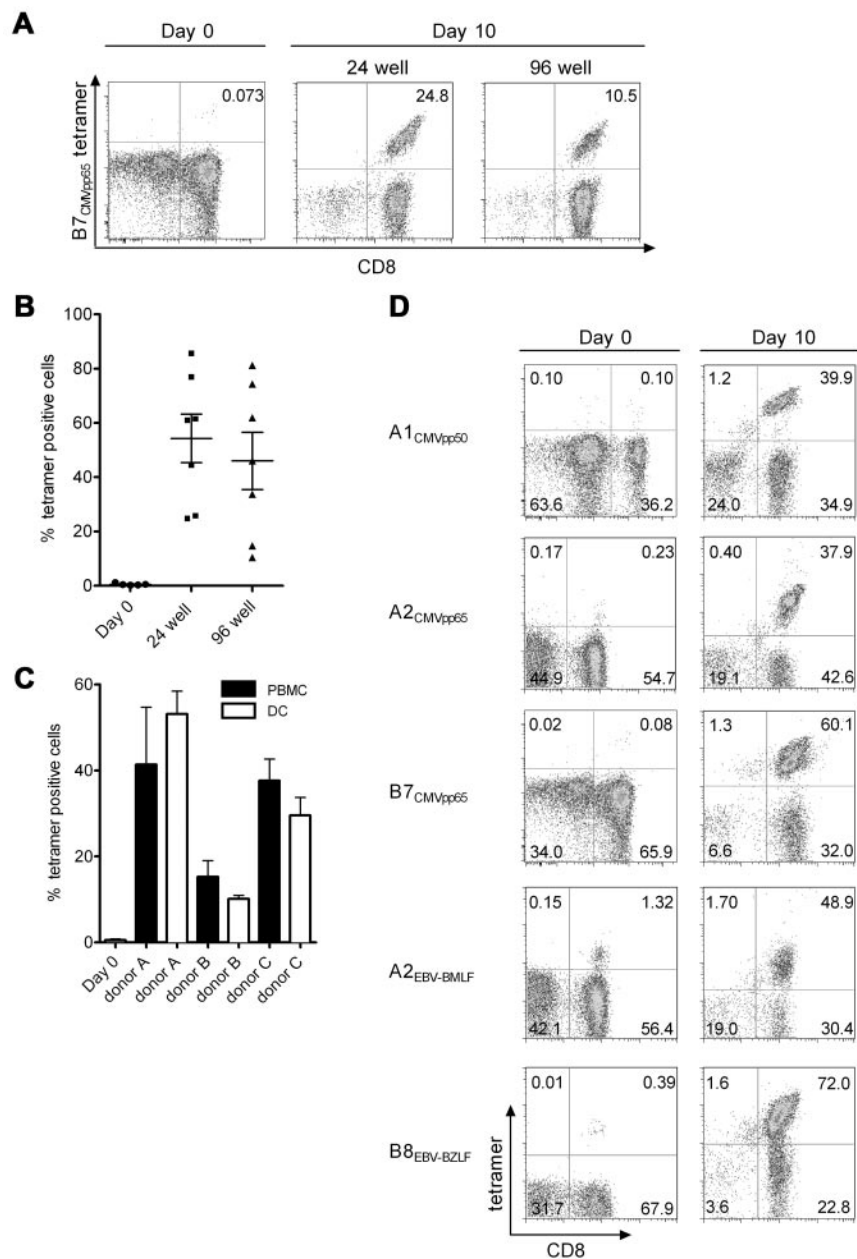 A
Day 0
Day 10
24 well
96 well
0.073
24.8
10.5
B7CMVpp65 tetramer
CD8
B
% tetramer positive cells
100
80
60
40
20
0
Day 0
24 well
96 well
C
% tetramer positive cells
60
40
20
0
PBMC
DC
Day 0
donor A
donor A
donor B
donor B
donor C
donor C
D
Day 0
Day 10
A1CMVpp50
0.10 0.10
63.6 36.2
1.2 39.9
24.0 34.9
A2CMVpp65
0.17 0.23
44.9 54.7
0.40 37.9
19.1 42.6
B7CMVpp65
0.02 0.08
34.0 65.9
1.3 60.1
6.6 32.0
A2EBV-BMLF
0.15 1.32
42.1 56.4
1.70 48.9
19.0 30.4
B8EBV-BZLF
0.01 0.39
31.7 67.9
1.6 72.0
3.6 22.8
tetramer
CD8